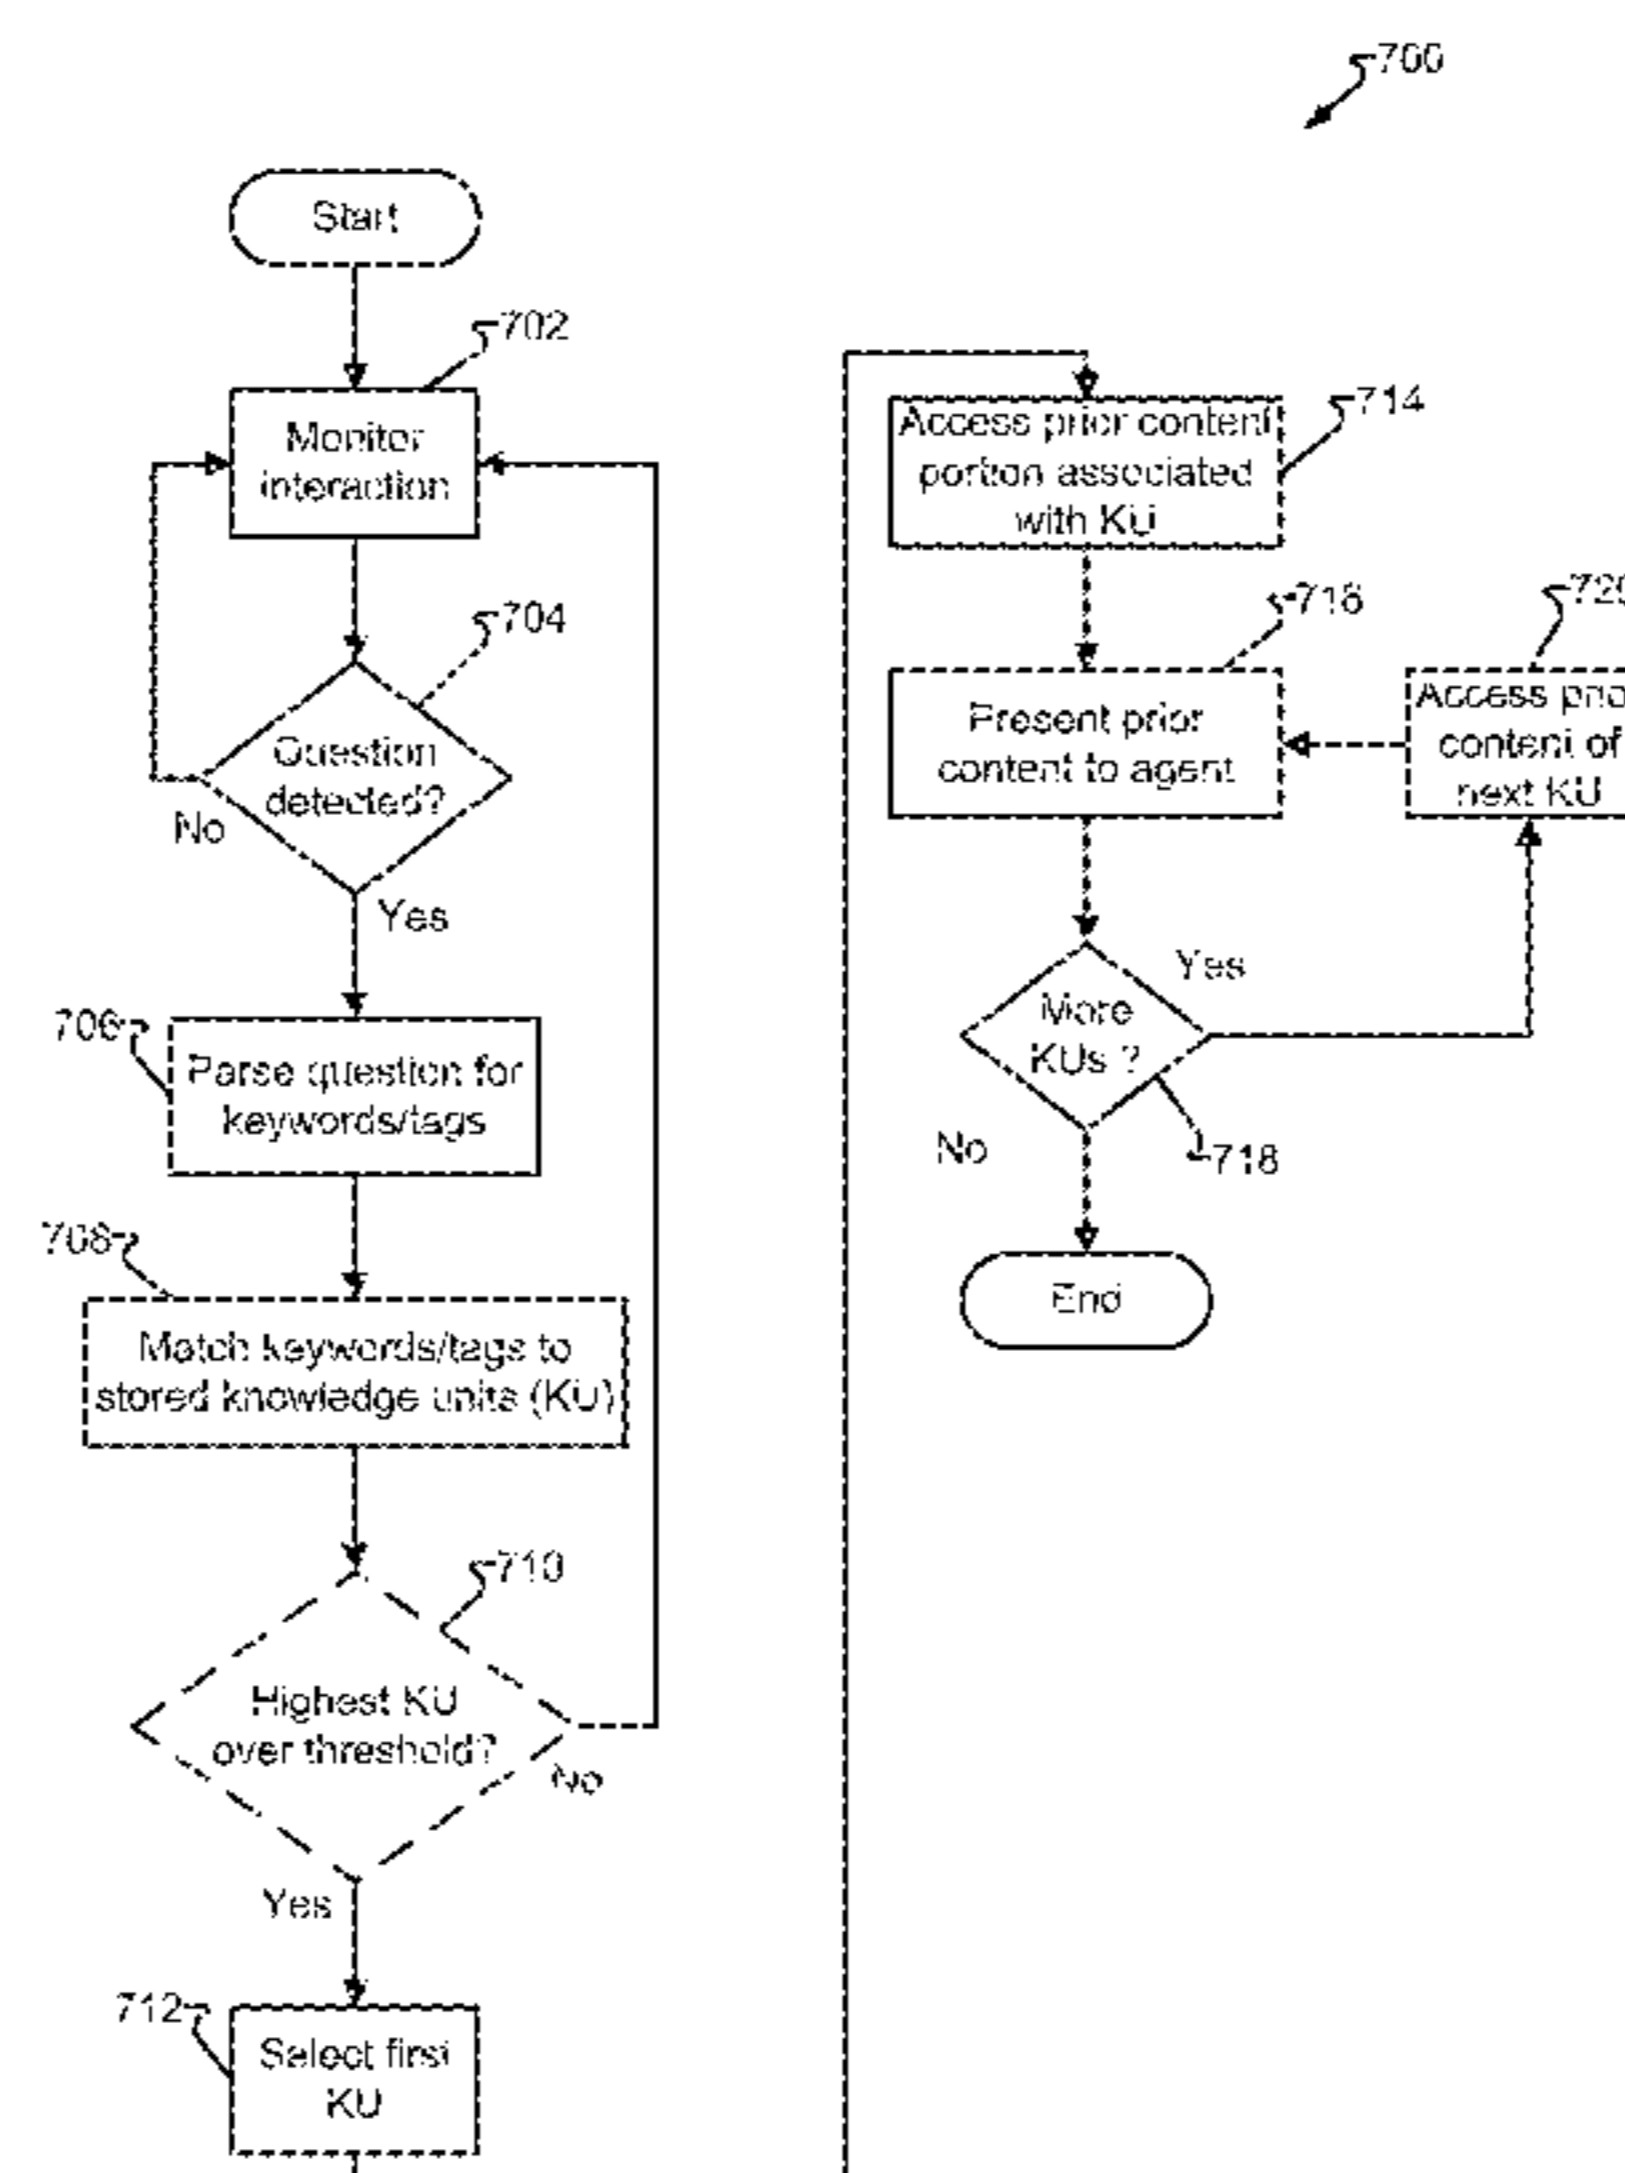 700
Start
702
Monitor
interaction
704
Question
detected?
No
Yes
706
Parse question for
keywords/tags
708
Match keywords/tags to
stored knowledge units (KU)
710
Highest KU
over threshold?
No
Yes
712
Select first
KU
714
Access prior content
portion associated
with KU
716
Present prior
content to agent
720
Access prio
content of
next KU
Yes
More
KUs ?
718
No
End